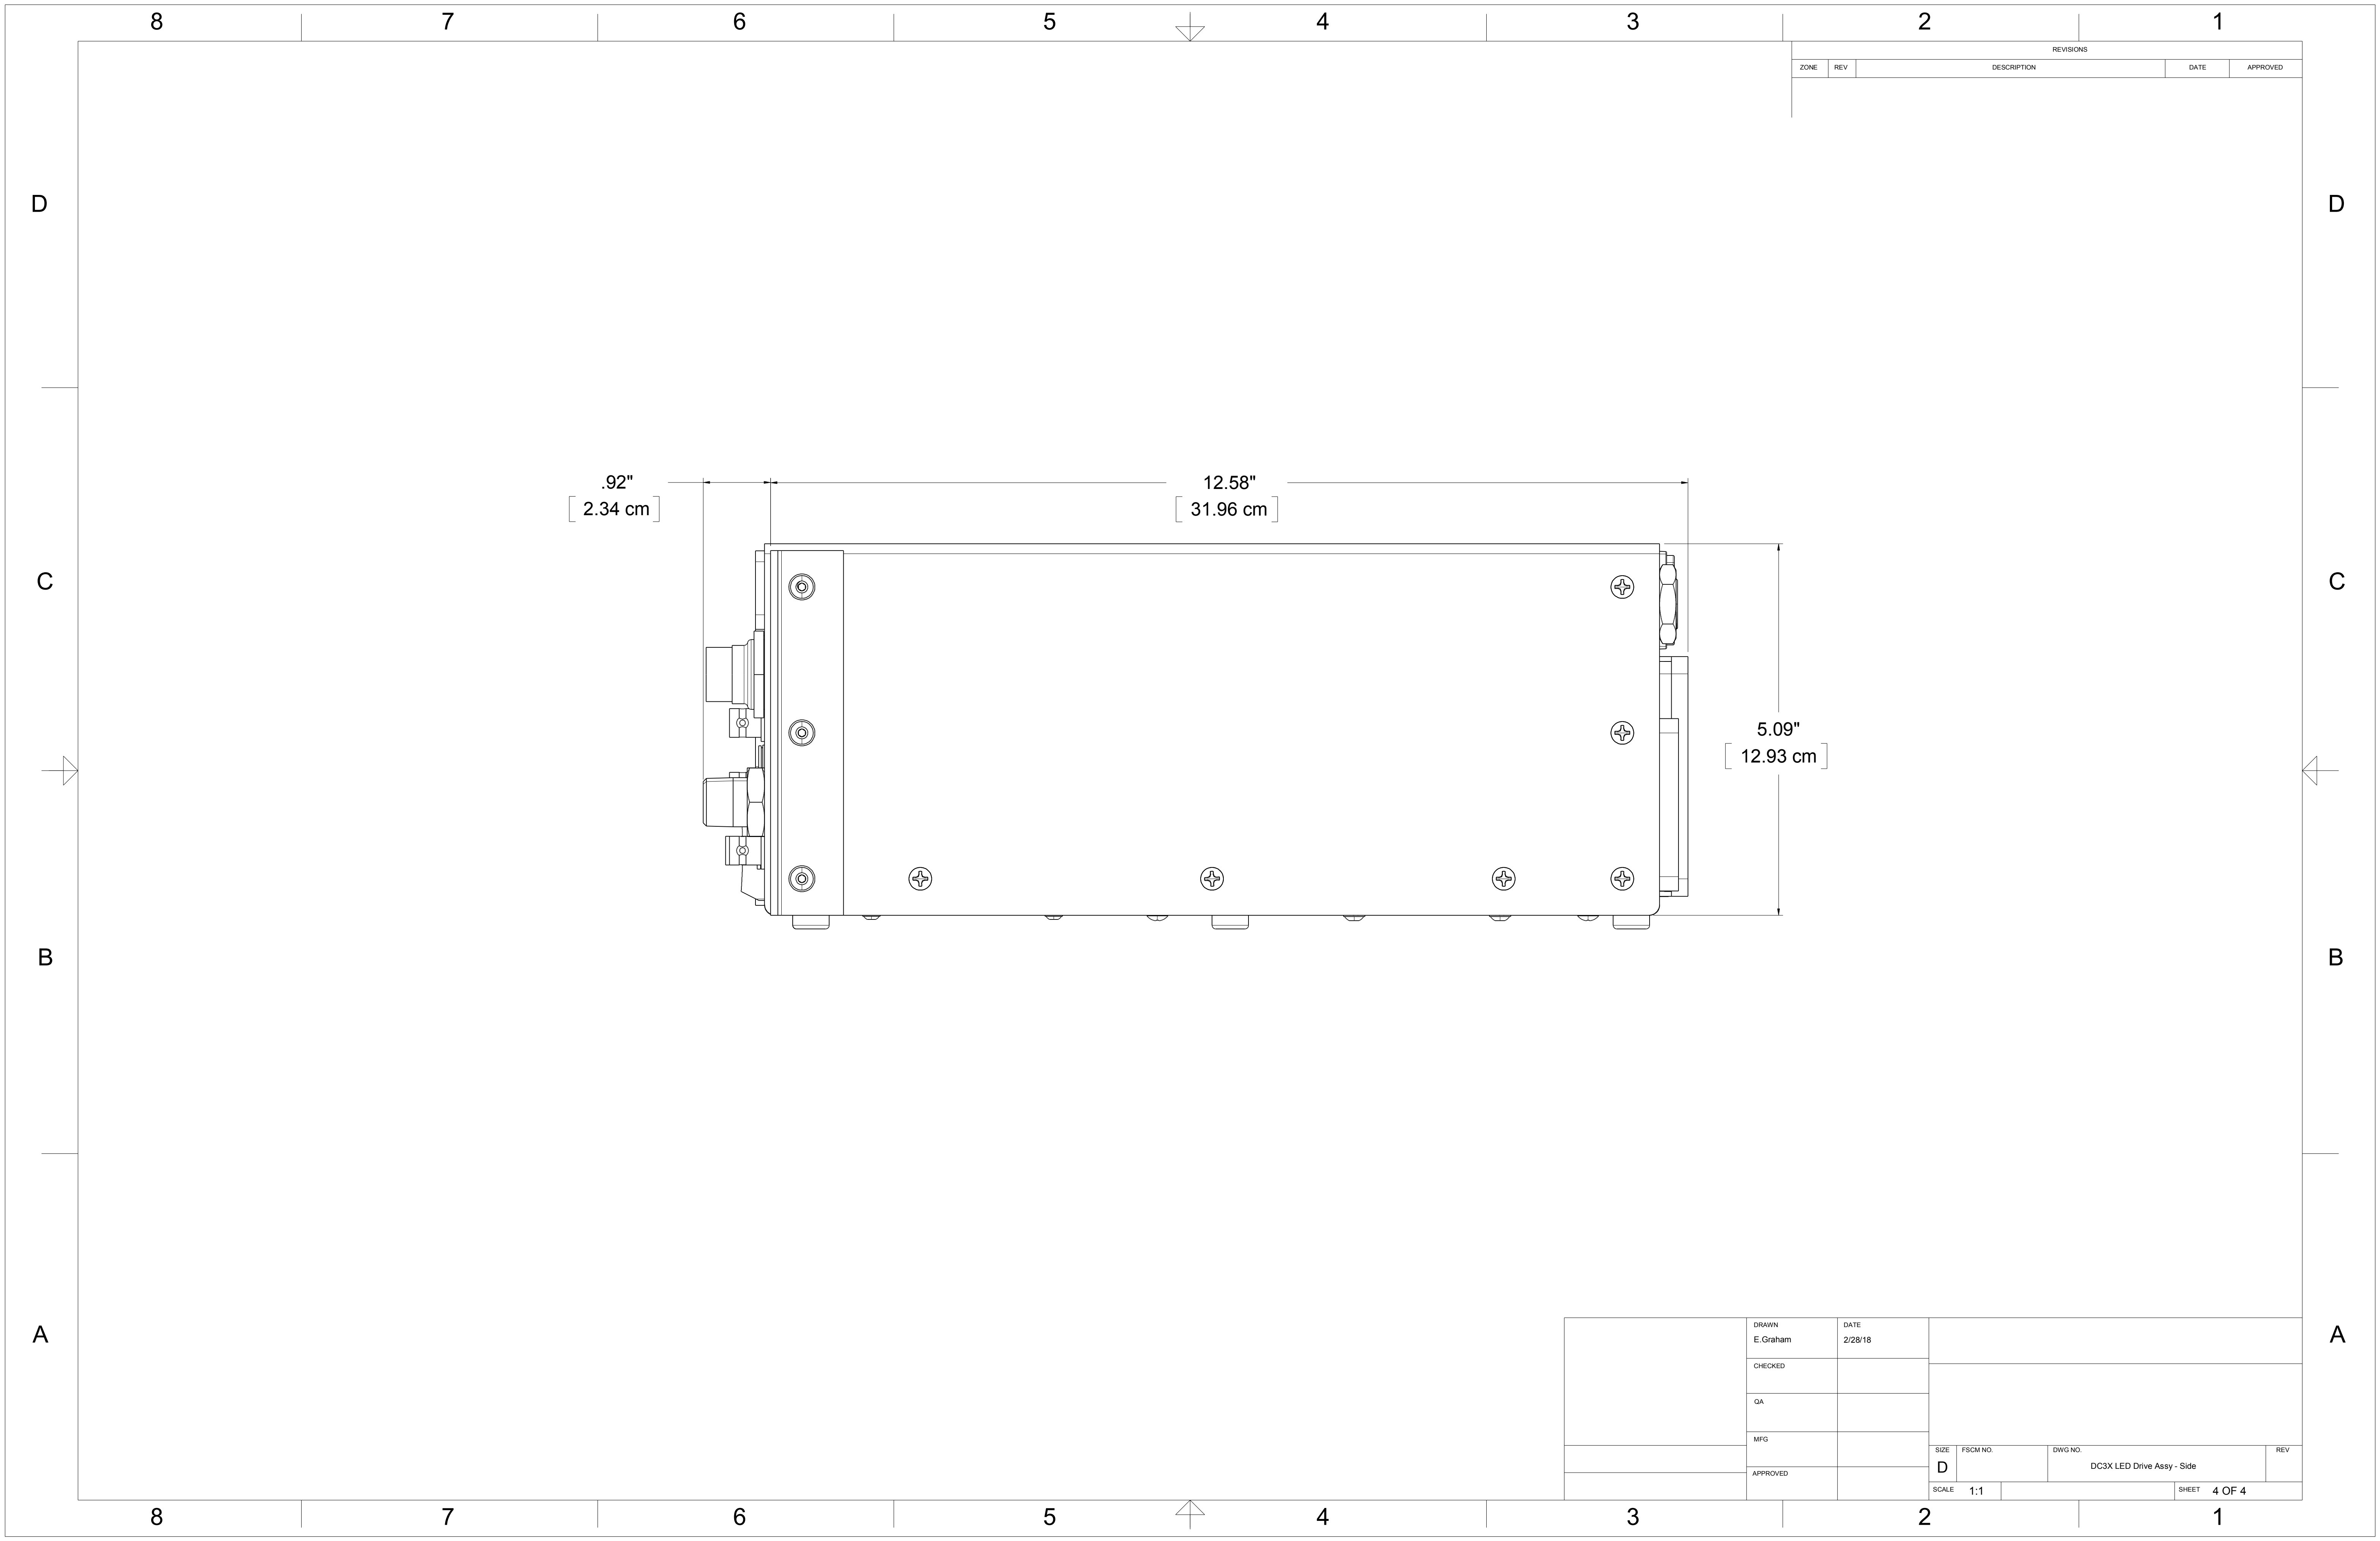 8 7 6 5 4 3 2 1
REVISIONS
ZONE REV DESCRIPTION DATE APPROVED
D D
.92" 12.58"
2.34 cm 31.96 cm
C C
5.09"
12.93 cm
B B
A A
DRAWN DATE
E.Graham 2/28/18
CHECKED
QA
MFG
SIZE FSCM NO. DWG NO. REV
D DC3X LED Drive Assy - Side
APPROVED
SCALE 1:1 SHEET 4 OF 4
8 7 6 5 4 3 2 1